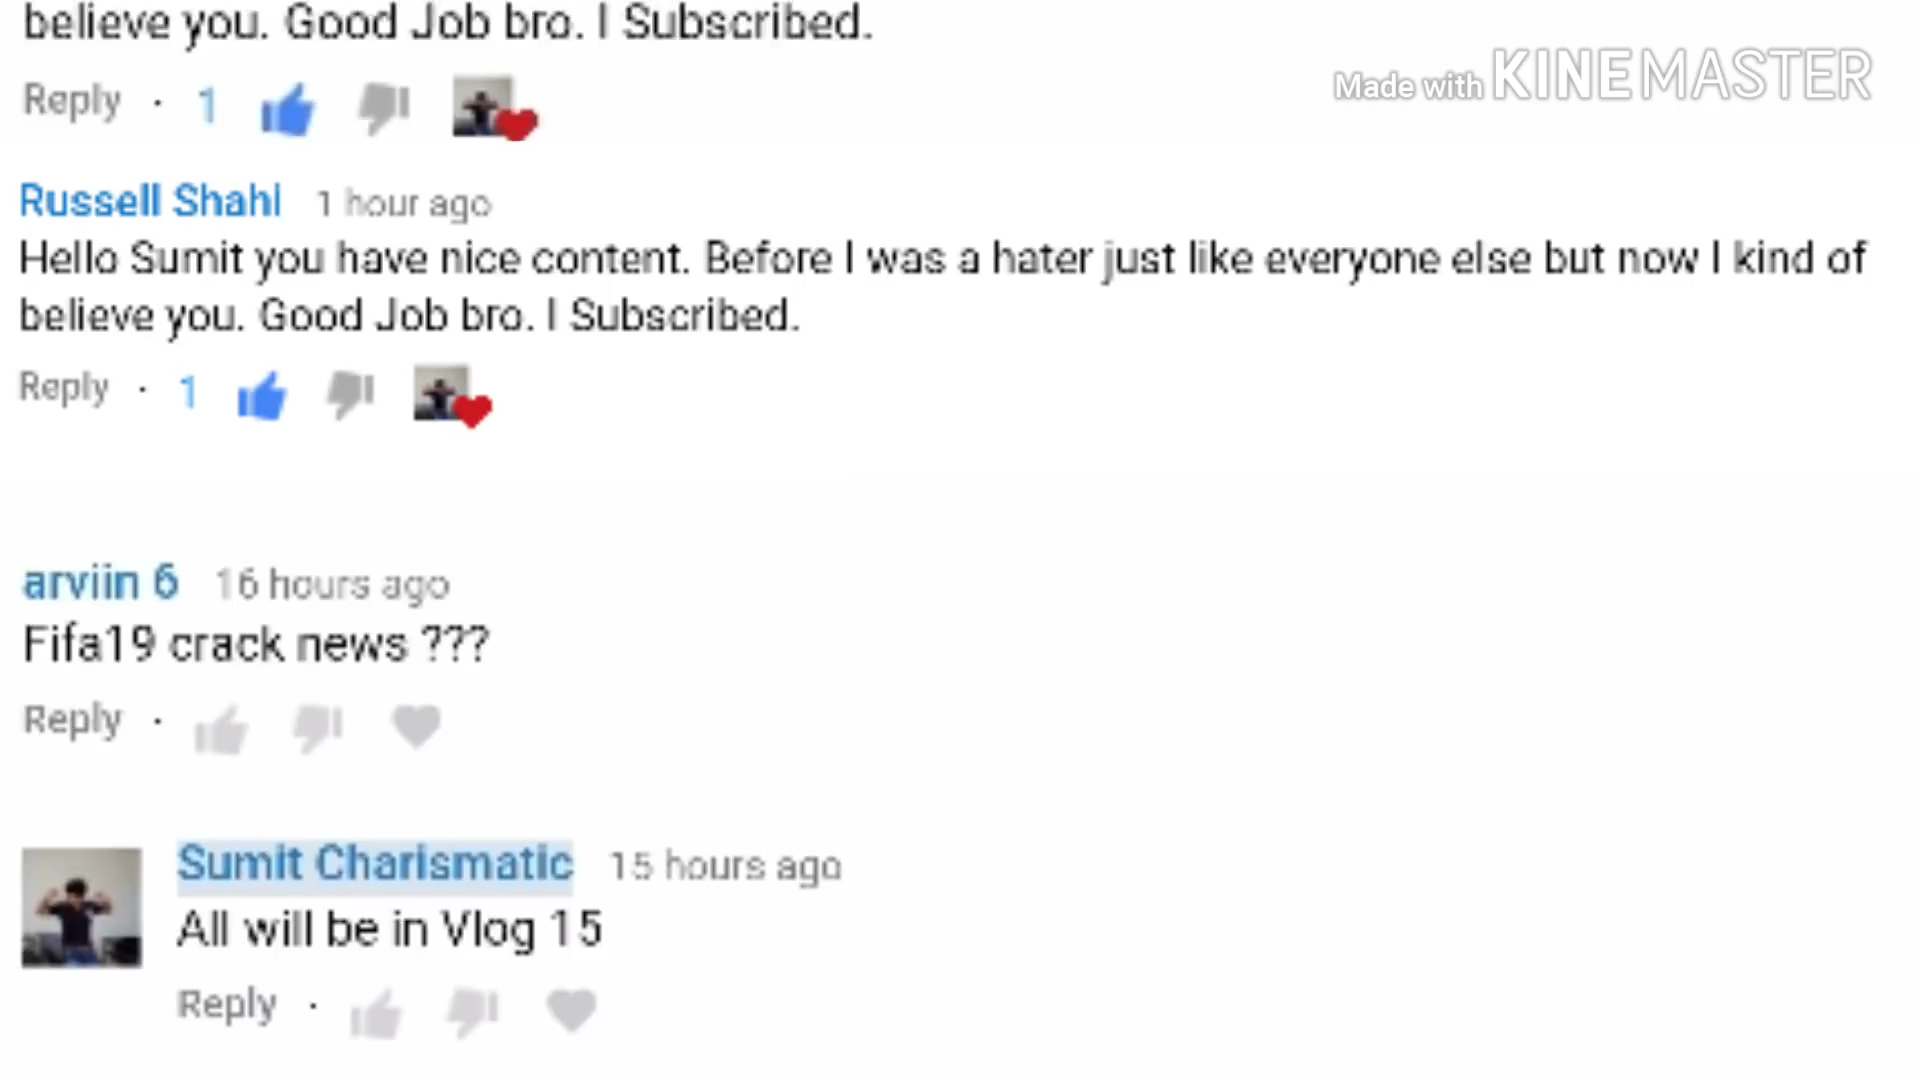 believe you. Good Job bro. I Subscribed.
Reply · 1
Made with KINEMASTER
Russell Shahi 1 hour ago
Hello Sumit you have nice content. Before I was a hater just like everyone else but now I kind of
believe you. Good Job bro. I Subscribed.
Reply · 1
arviin 6 16 hours ago
Fifa19 crack news ???
Reply ·
Sumit Charismatic 15 hours ago
All will be in Vlog 15
Reply ·